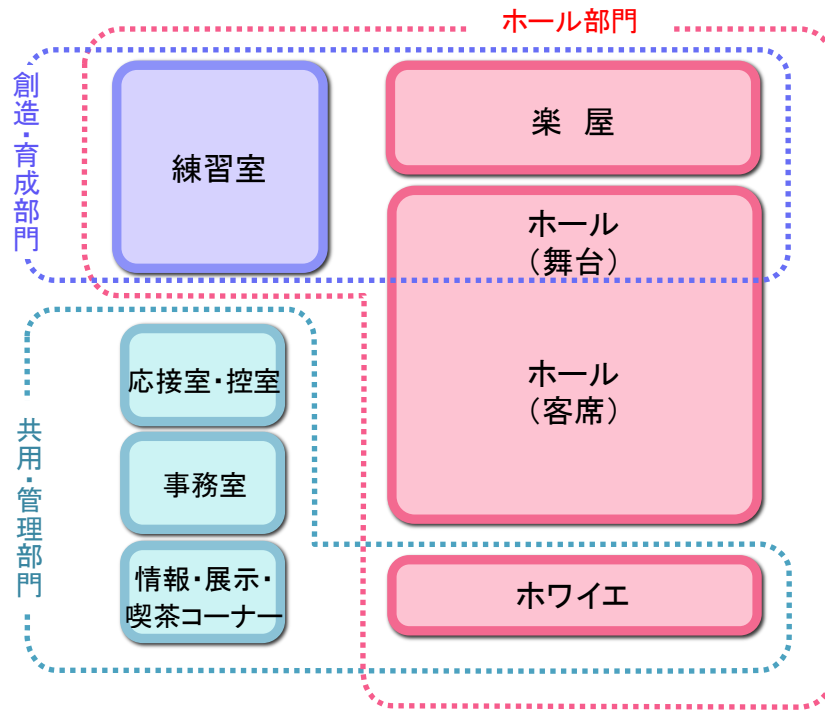 ホール部門
創造・育成部門
練習室
楽 屋
ホール
（舞台）
ホール
（客席）
共用・管理部門
応接室・控室
事務室
情報・展示・
喫茶コーナー
ホワイエ